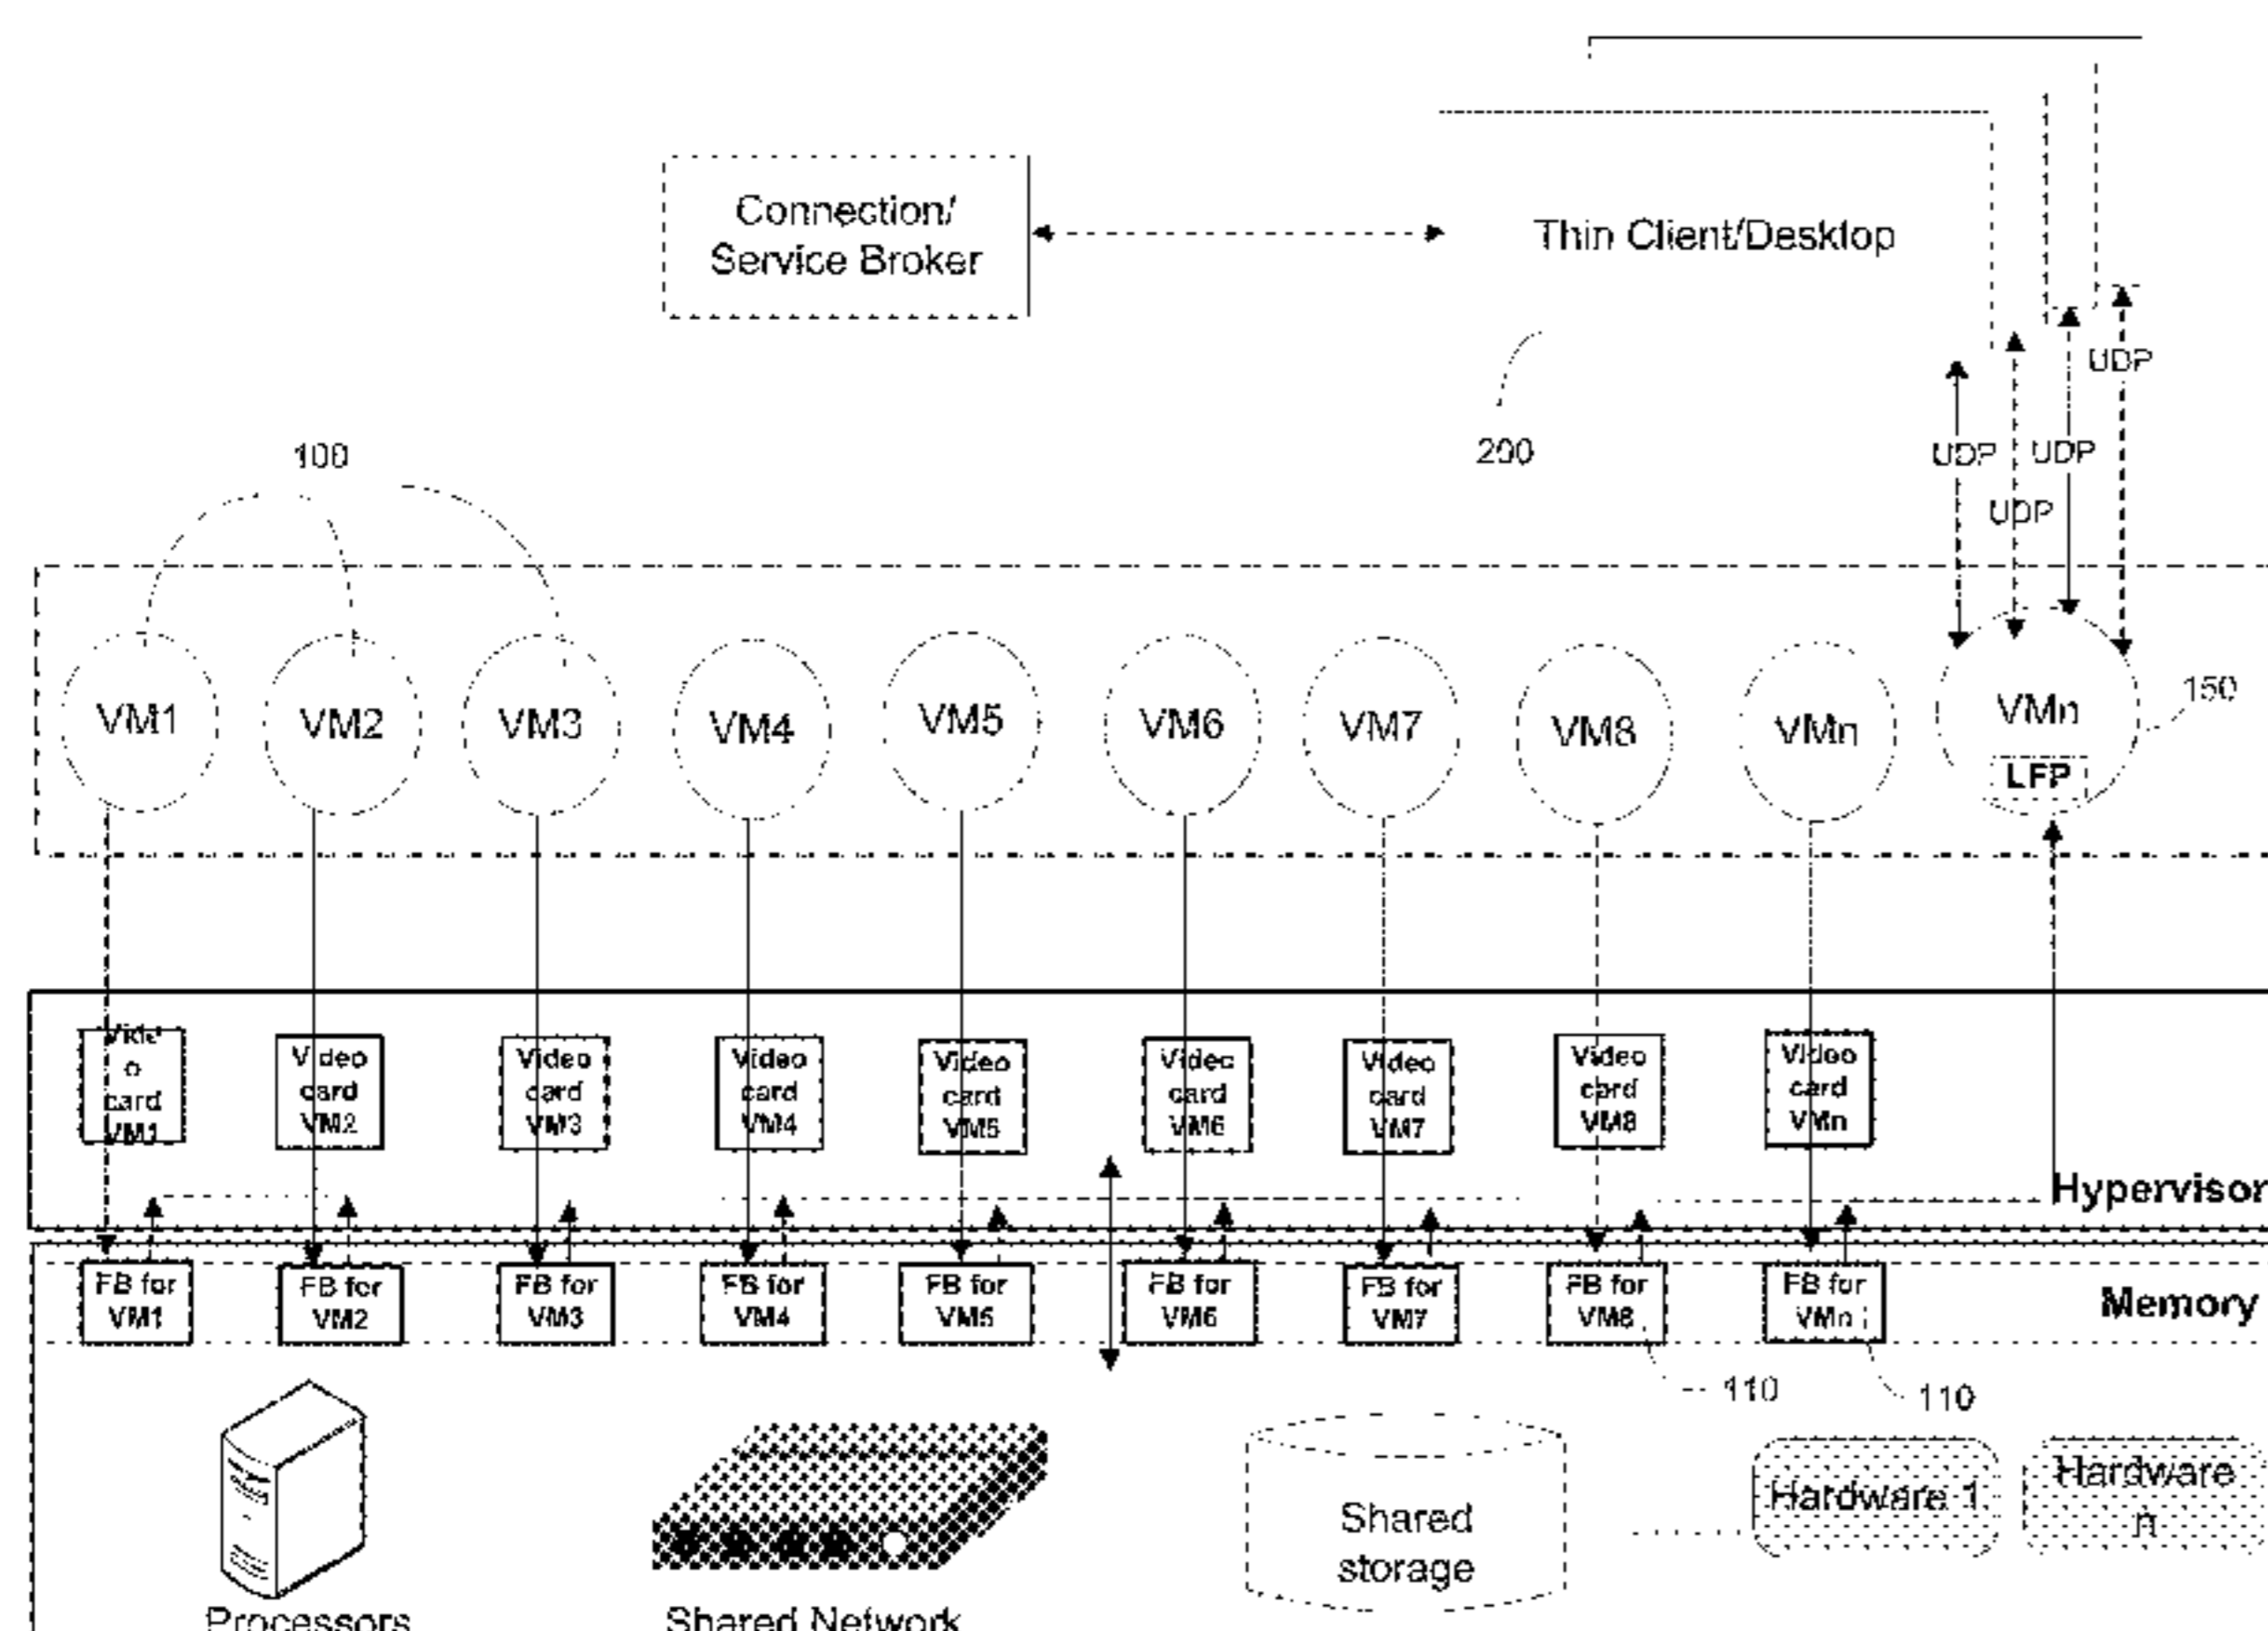 Connection/
Service Broker
Thin Client/Desktop
UDP
100
200
UDP
UDP
UDP
VM1
VM2
VM3
VM4
VM5
VM6
VM7
VM8
VMn
VMn
150
LFP
Vide
o
card
VM1
Video
card
VM2
Video
card
VM3
Video
card
VM4
Video
card
VM5
Video
card
VM6
Video
card
VM7
Video
card
VM8
Video
card
VMn
Hypervisor
FB for
VM1
FB for
VM2
FB for
VM3
FB for
VM4
FB for
VM5
FB for
VM6
FB for
VM7
FB for
VM8
FB for
VMn
Memory
110
110
Shared
storage
Hardware 1
Hardware
n
Processors
Shared Network